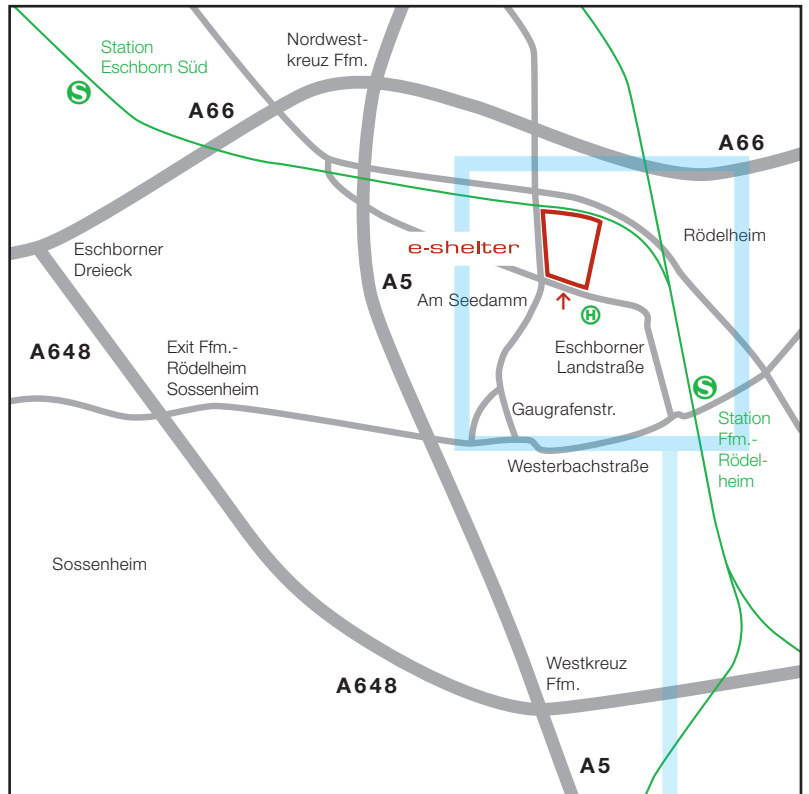 Station
Eschborn Süd
S
Nordwest-
kreuz Ffm.
A66
A66
Eschborner
Dreieck
e-shelter
Rödelheim
A5
Am Seedamm
H
A648
Exit Ffm.-
Rödelheim
Sossenheim
Eschborner
Landstraße
S
Gaugrafenstr.
Station
Ffm.-
Rödel-
heim
Westerbachstraße
Sossenheim
Westkreuz
Ffm.
A648
A5